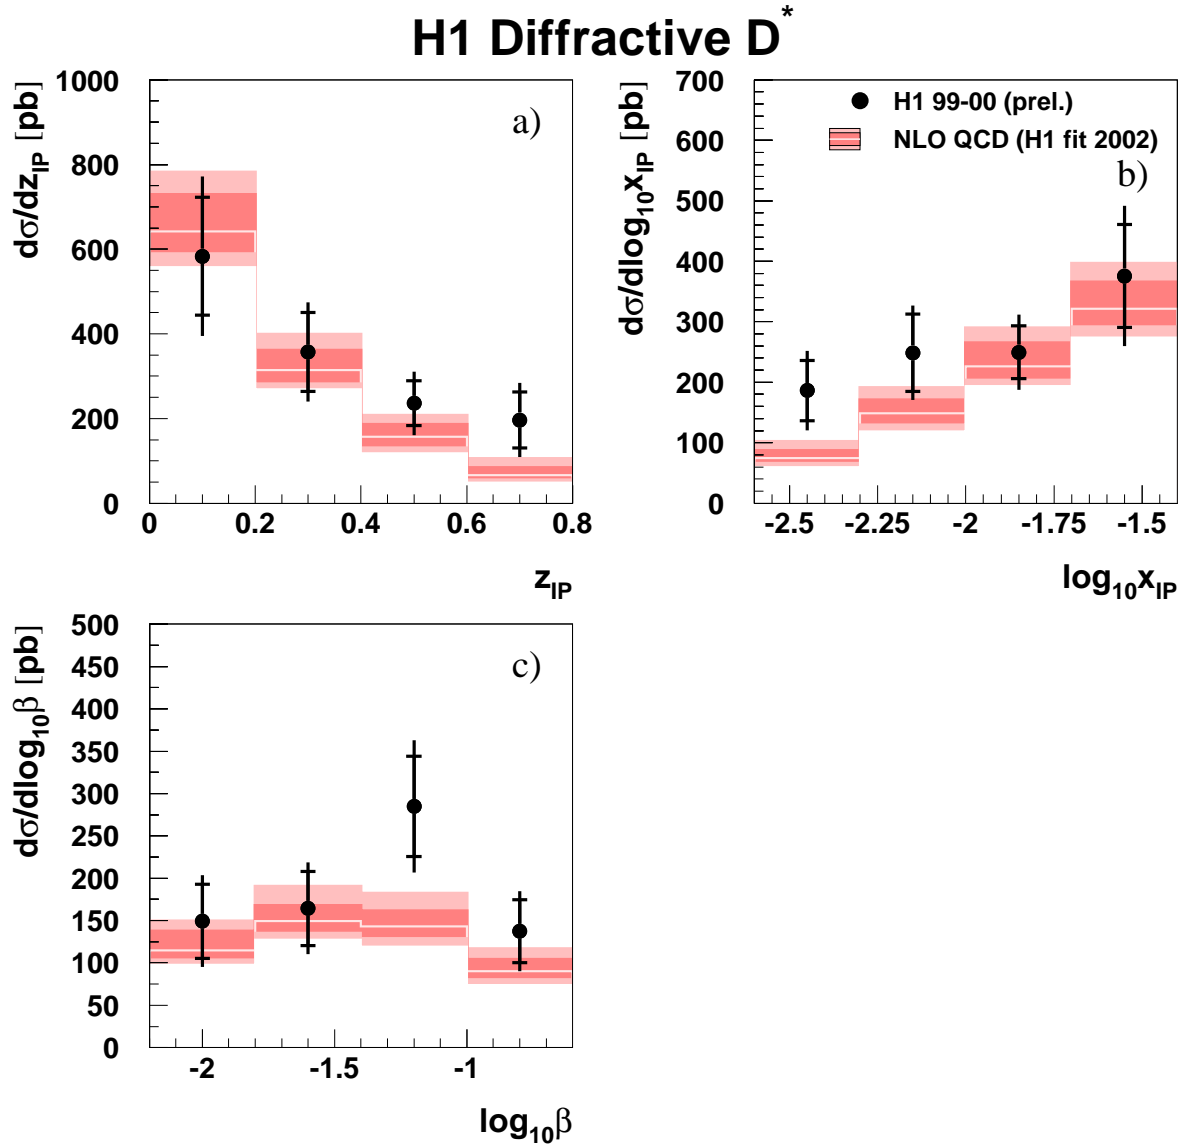 H1 Diffractive D*
dσ/dz_IP [pb]
1000
800
600
400
200
0
a)
0 0.2 0.4 0.6 0.8
z_IP
dσ/dlog₁₀x_IP [pb]
700
600
500
400
300
200
100
0
H1 99-00 (prel.)
NLO QCD (H1 fit 2002)
b)
-2.5 -2.25 -2 -1.75 -1.5
log₁₀x_IP
dσ/dlog₁₀β [pb]
500
450
400
350
300
250
200
150
100
50
0
c)
-2 -1.5 -1
log₁₀β